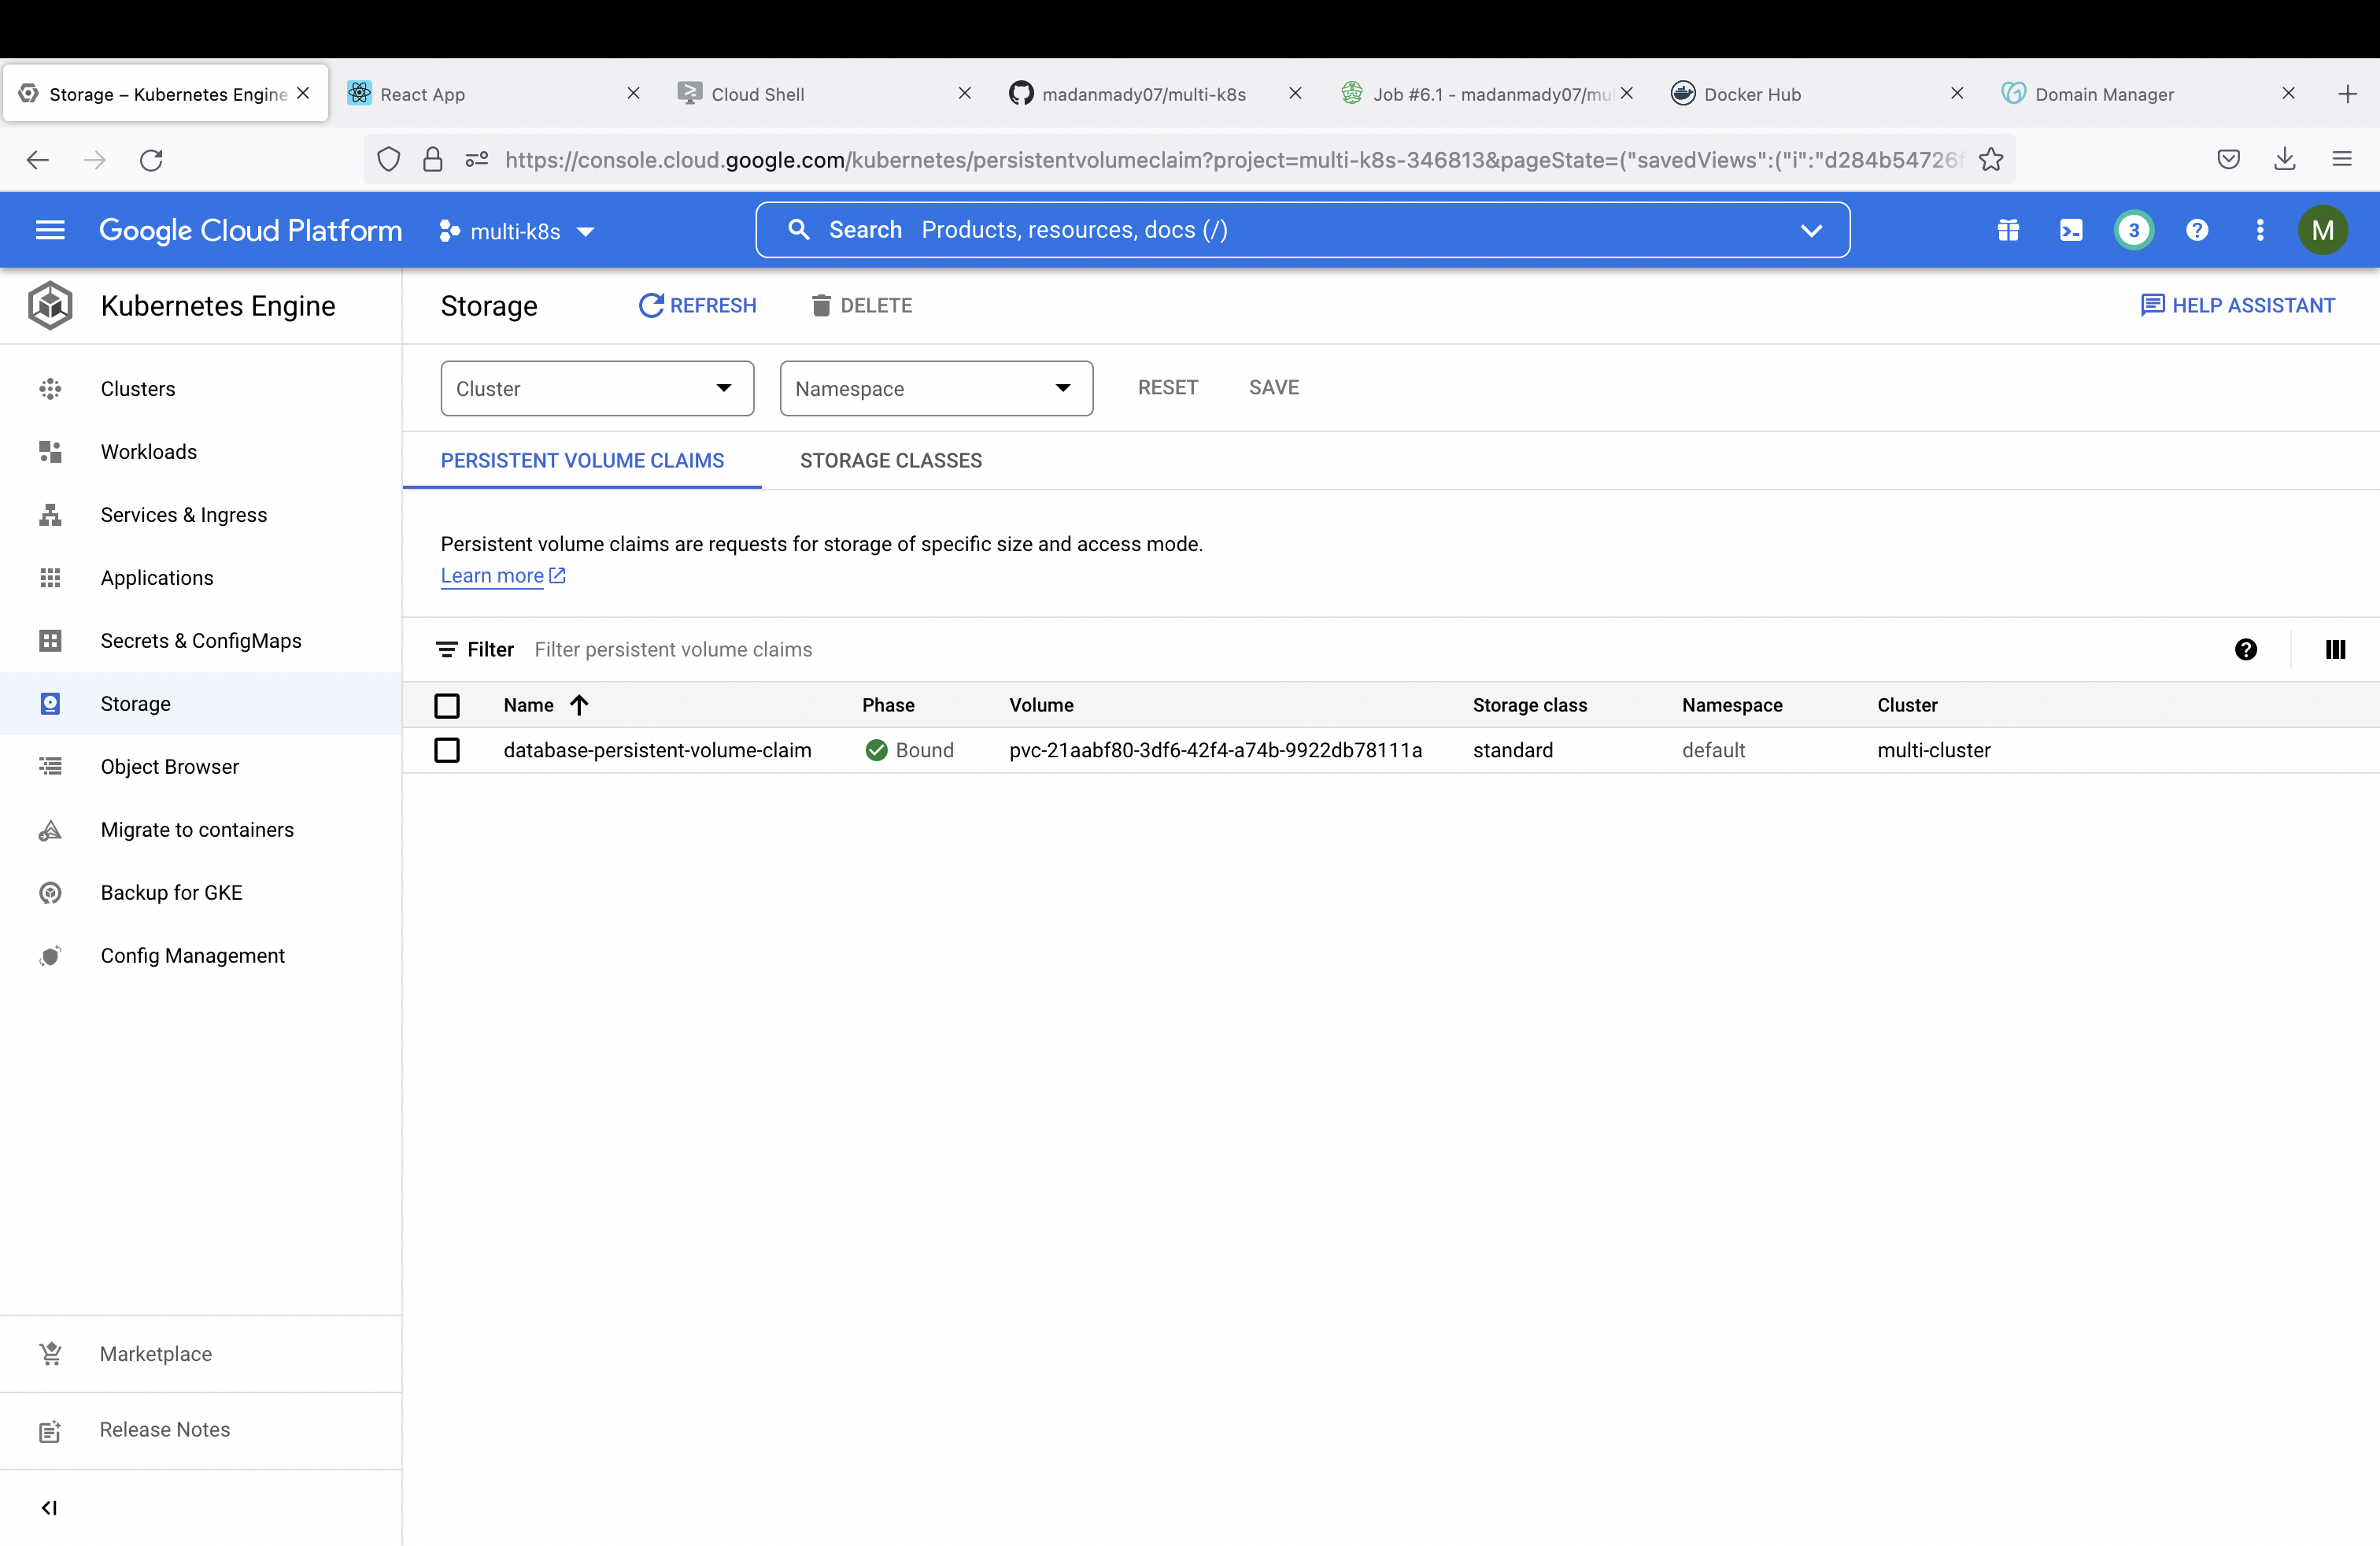 Storage – Kubernetes Engine
React App
Cloud Shell
madanmady07/multi-k8s
Job #6.1 - madanmady07/mul
Docker Hub
Domain Manager
https://console.cloud.google.com/kubernetes/persistentvolumeclaim?project=multi-k8s-346813&pageState=("savedViews":("i":"d284b54726f
Google Cloud Platform
multi-k8s
Search Products, resources, docs (/)
3
M
Kubernetes Engine
Storage
REFRESH
DELETE
HELP ASSISTANT
Clusters
Workloads
Services & Ingress
Applications
Secrets & ConfigMaps
Storage
Object Browser
Migrate to containers
Backup for GKE
Config Management
Marketplace
Release Notes
Cluster
Namespace
RESET
SAVE
PERSISTENT VOLUME CLAIMS
STORAGE CLASSES
Persistent volume claims are requests for storage of specific size and access mode.
Learn more
Filter Filter persistent volume claims
Name Phase Volume Storage class Namespace Cluster
database-persistent-volume-claim Bound pvc-21aabf80-3df6-42f4-a74b-9922db78111a standard default multi-cluster